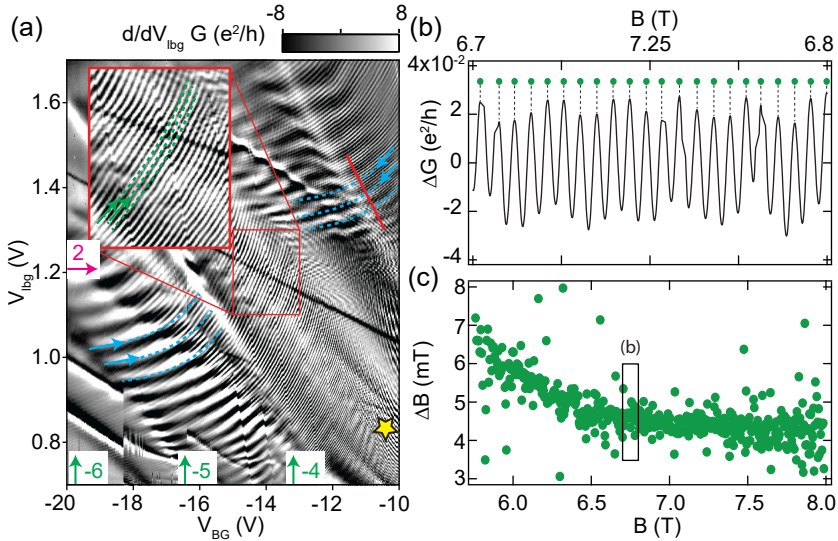 (a)
d/dV_lbg G (e²/h)
-8
8
1.6
1.4
1.2
1.0
0.8
V_lbg (V)
2
-6
-5
-4
-20
-18
-16
-14
-12
-10
V_BG (V)
(b)
B (T)
6.7
7.25
6.8
4x10⁻²
2
0
-2
-4
ΔG (e²/h)
(c)
8
7
6
5
4
3
ΔB (mT)
(b)
6.0
6.5
7.0
7.5
8.0
B (T)